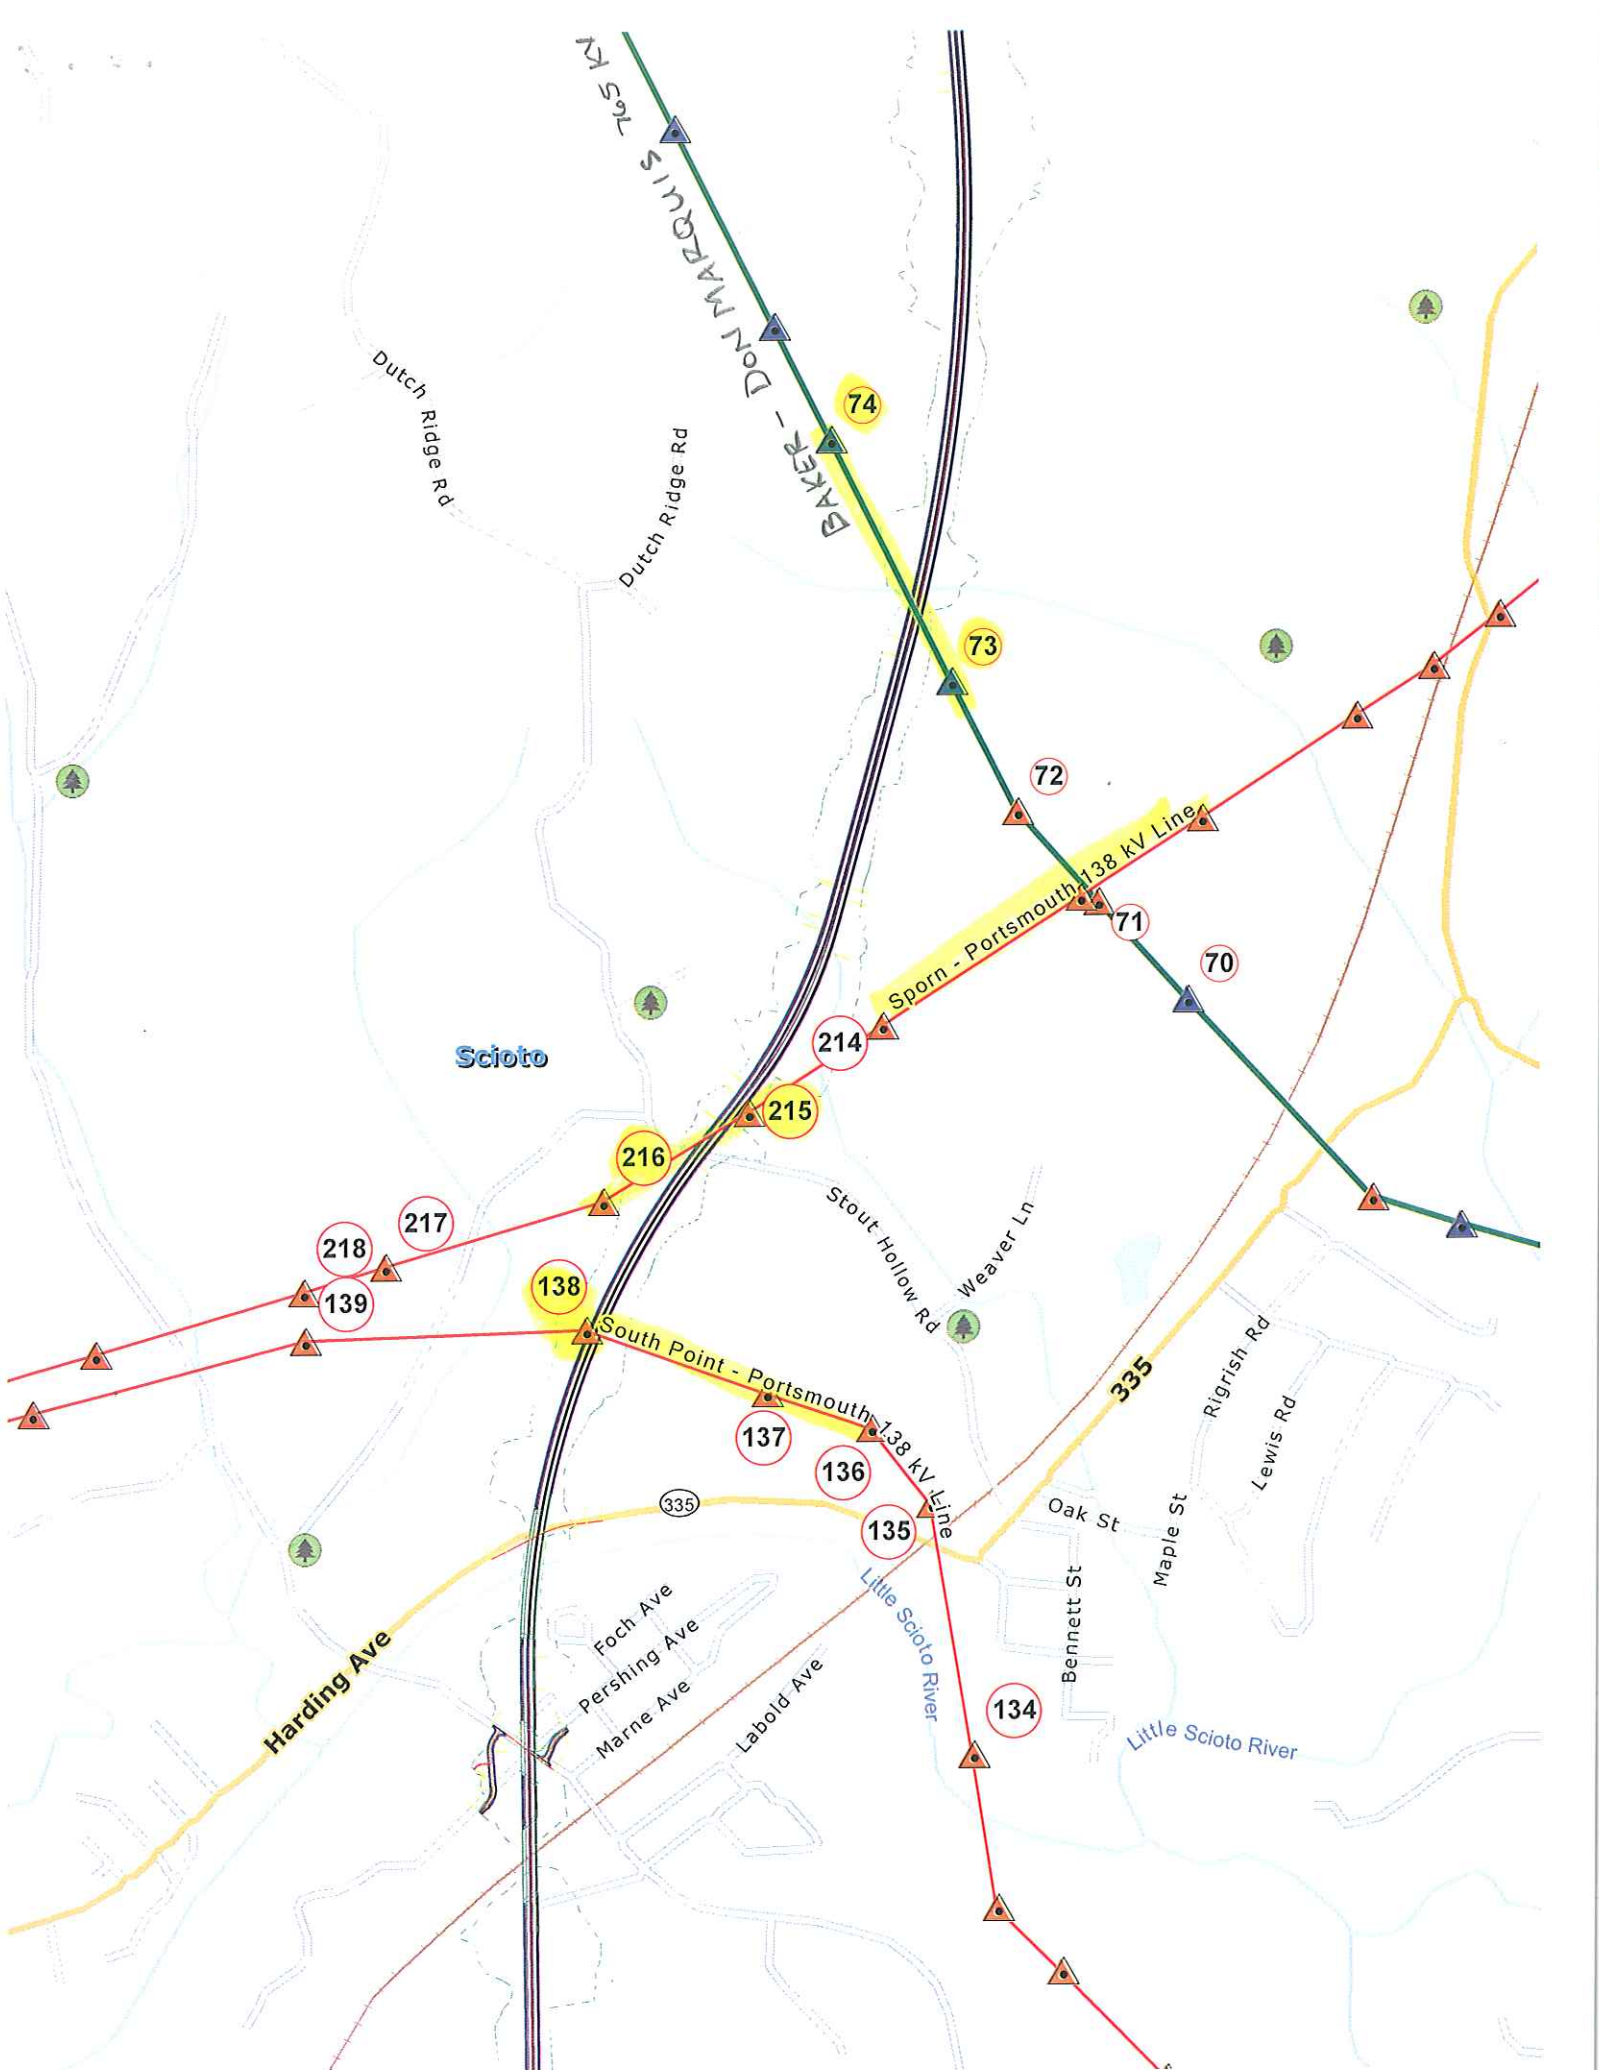 BAKER - DON MARQUIS 765 KV
74
Dutch Ridge Rd
Dutch Ridge Rd
73
72
Sporn - Portsmouth 138 kV Line
71
70
214
Scioto
215
216
217
218
139
138
Stout Hollow Rd
Weaver Ln
South Point - Portsmouth 138 kV Line
137
136
135
335
335
Rigrish Rd
Lewis Rd
Oak St
Maple St
Bennett St
Little Scioto River
Harding Ave
Foch Ave
Pershing Ave
Marne Ave
Labold Ave
134
Little Scioto River